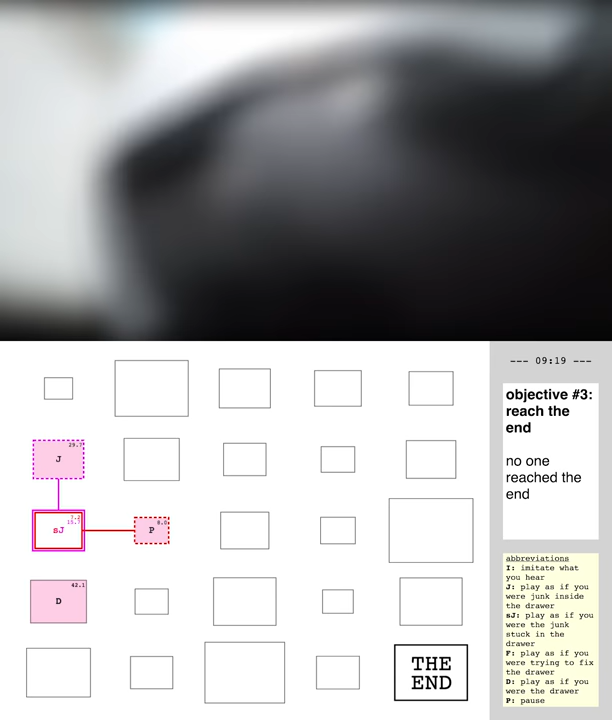 --- 09:19 ---
objective #3:
reach the
end
no one
reached the
end
29.7
J
15.7
sJ
8.0
P
42.1
D
THE
END
abbreviations
I: imitate what
you hear
J: play as if you
were junk inside
the drawer
sJ: play as if you
were the junk
stuck in the
drawer
F: play as if you
were trying to fix
the drawer
D: play as if you
were the drawer
P: pause